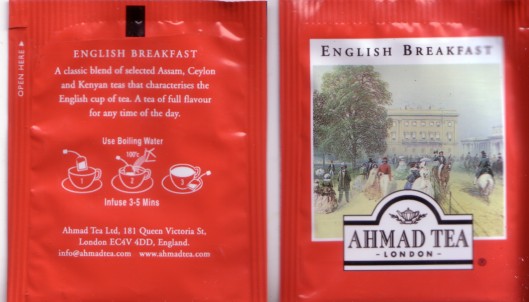 OPEN HERE
ENGLISH BREAKFAST
A classic blend of selected Assam, Ceylon
and Kenyan teas that characterises the
English cup of tea. A tea of full flavour
for any time of the day.
Use Boiling Water
100°c
1 2 3
Infuse 3-5 Mins
Ahmad Tea Ltd, 181 Queen Victoria St,
London EC4V 4DD, England.
info@ahmadtea.com www.ahmadtea.com
ENGLISH BREAKFAST
AHMAD TEA
- LONDON -
®